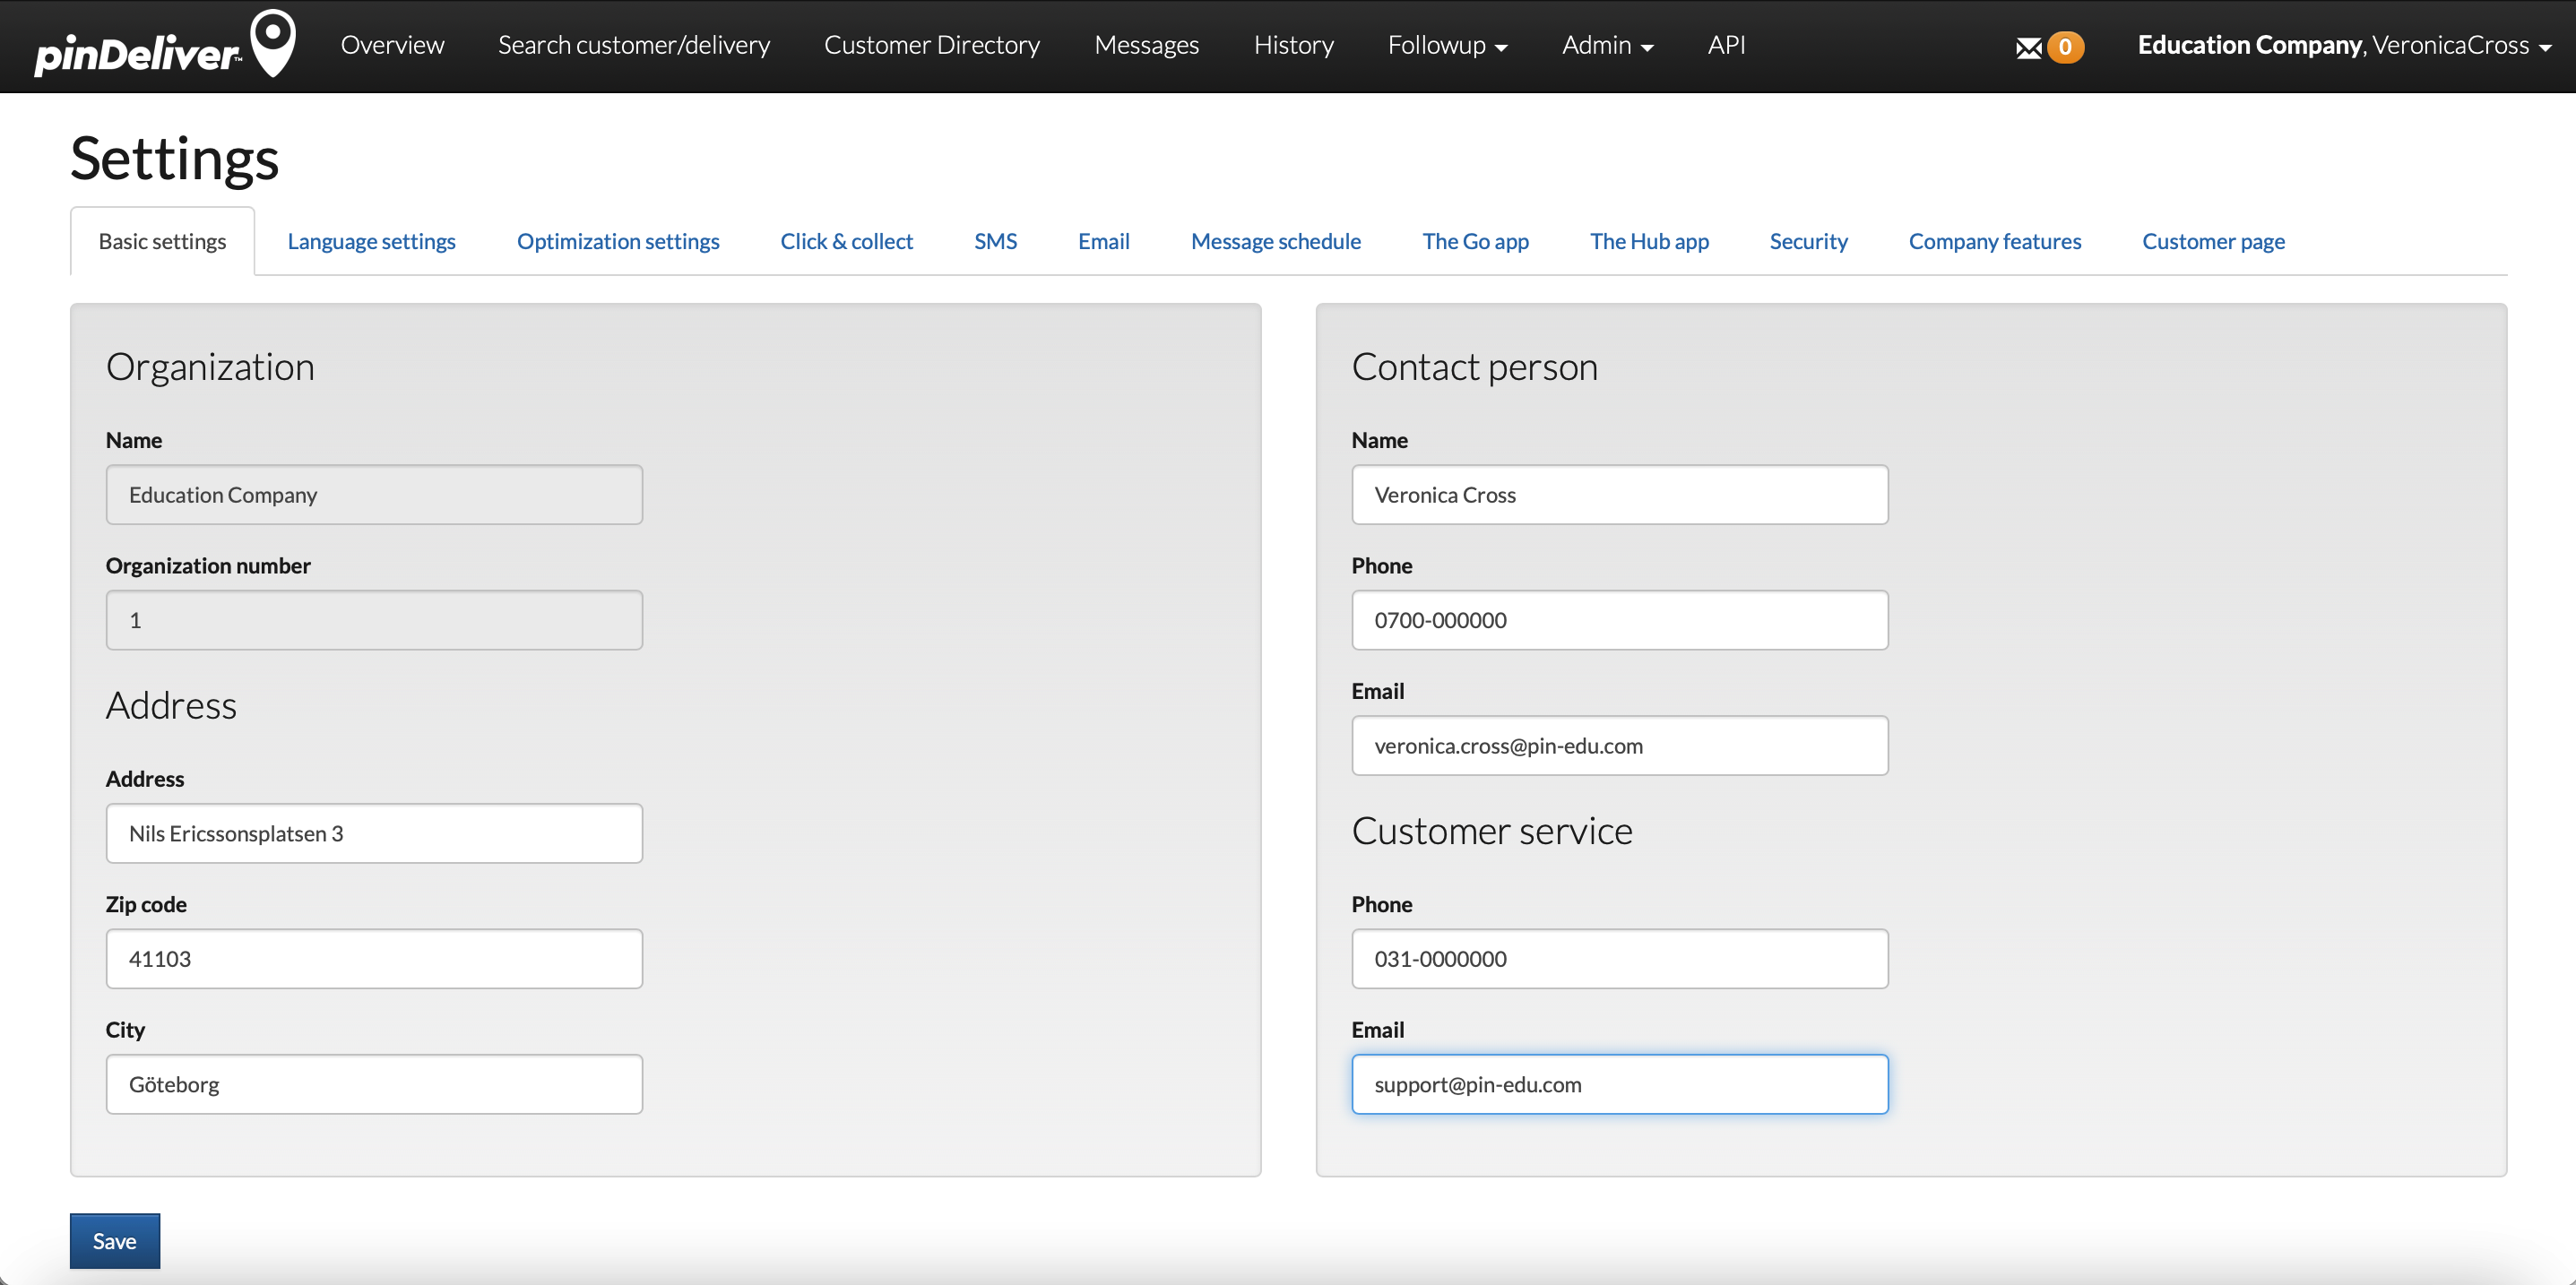 pinDeliver™ Overview Search customer/delivery Customer Directory Messages History Followup Admin API 0 Education Company, VeronicaCross
Settings
Basic settings Language settings Optimization settings Click & collect SMS Email Message schedule The Go app The Hub app Security Company features Customer page
Organization
Name
Education Company
Organization number
1
Address
Address
Nils Ericssonsplatsen 3
Zip code
41103
City
Göteborg
Contact person
Name
Veronica Cross
Phone
0700-000000
Email
veronica.cross@pin-edu.com
Customer service
Phone
031-0000000
Email
support@pin-edu.com
Save